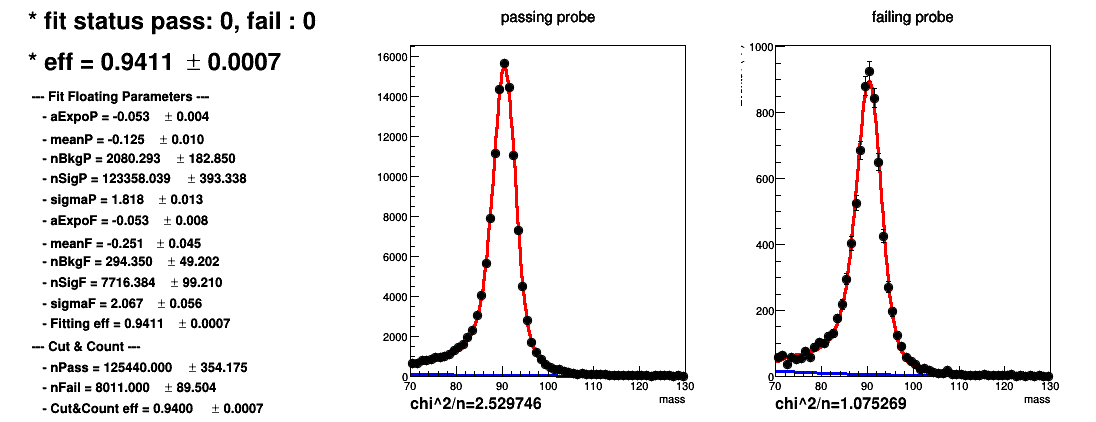 * fit status pass: 0, fail : 0
* eff = 0.9411 ± 0.0007
--- Fit Floating Parameters ---
- aExpoP = -0.053 ± 0.004
- meanP = -0.125 ± 0.010
- nBkgP = 2080.293 ± 182.850
- nSigP = 123358.039 ± 393.338
- sigmaP = 1.818 ± 0.013
- aExpoF = -0.053 ± 0.008
- meanF = -0.251 ± 0.045
- nBkgF = 294.350 ± 49.202
- nSigF = 7716.384 ± 99.210
- sigmaF = 2.067 ± 0.056
- Fitting eff = 0.9411 ± 0.0007
--- Cut & Count ---
- nPass = 125440.000 ± 354.175
- nFail = 8011.000 ± 89.504
- Cut&Count eff = 0.9400 ± 0.0007
passing probe
16000
14000
12000
10000
8000
6000
4000
2000
0
70 80 90 100 110 120 130
mass
chi^2/n=2.529746
failing probe
1000
800
600
400
200
0
70 80 90 100 110 120 130
mass
chi^2/n=1.075269